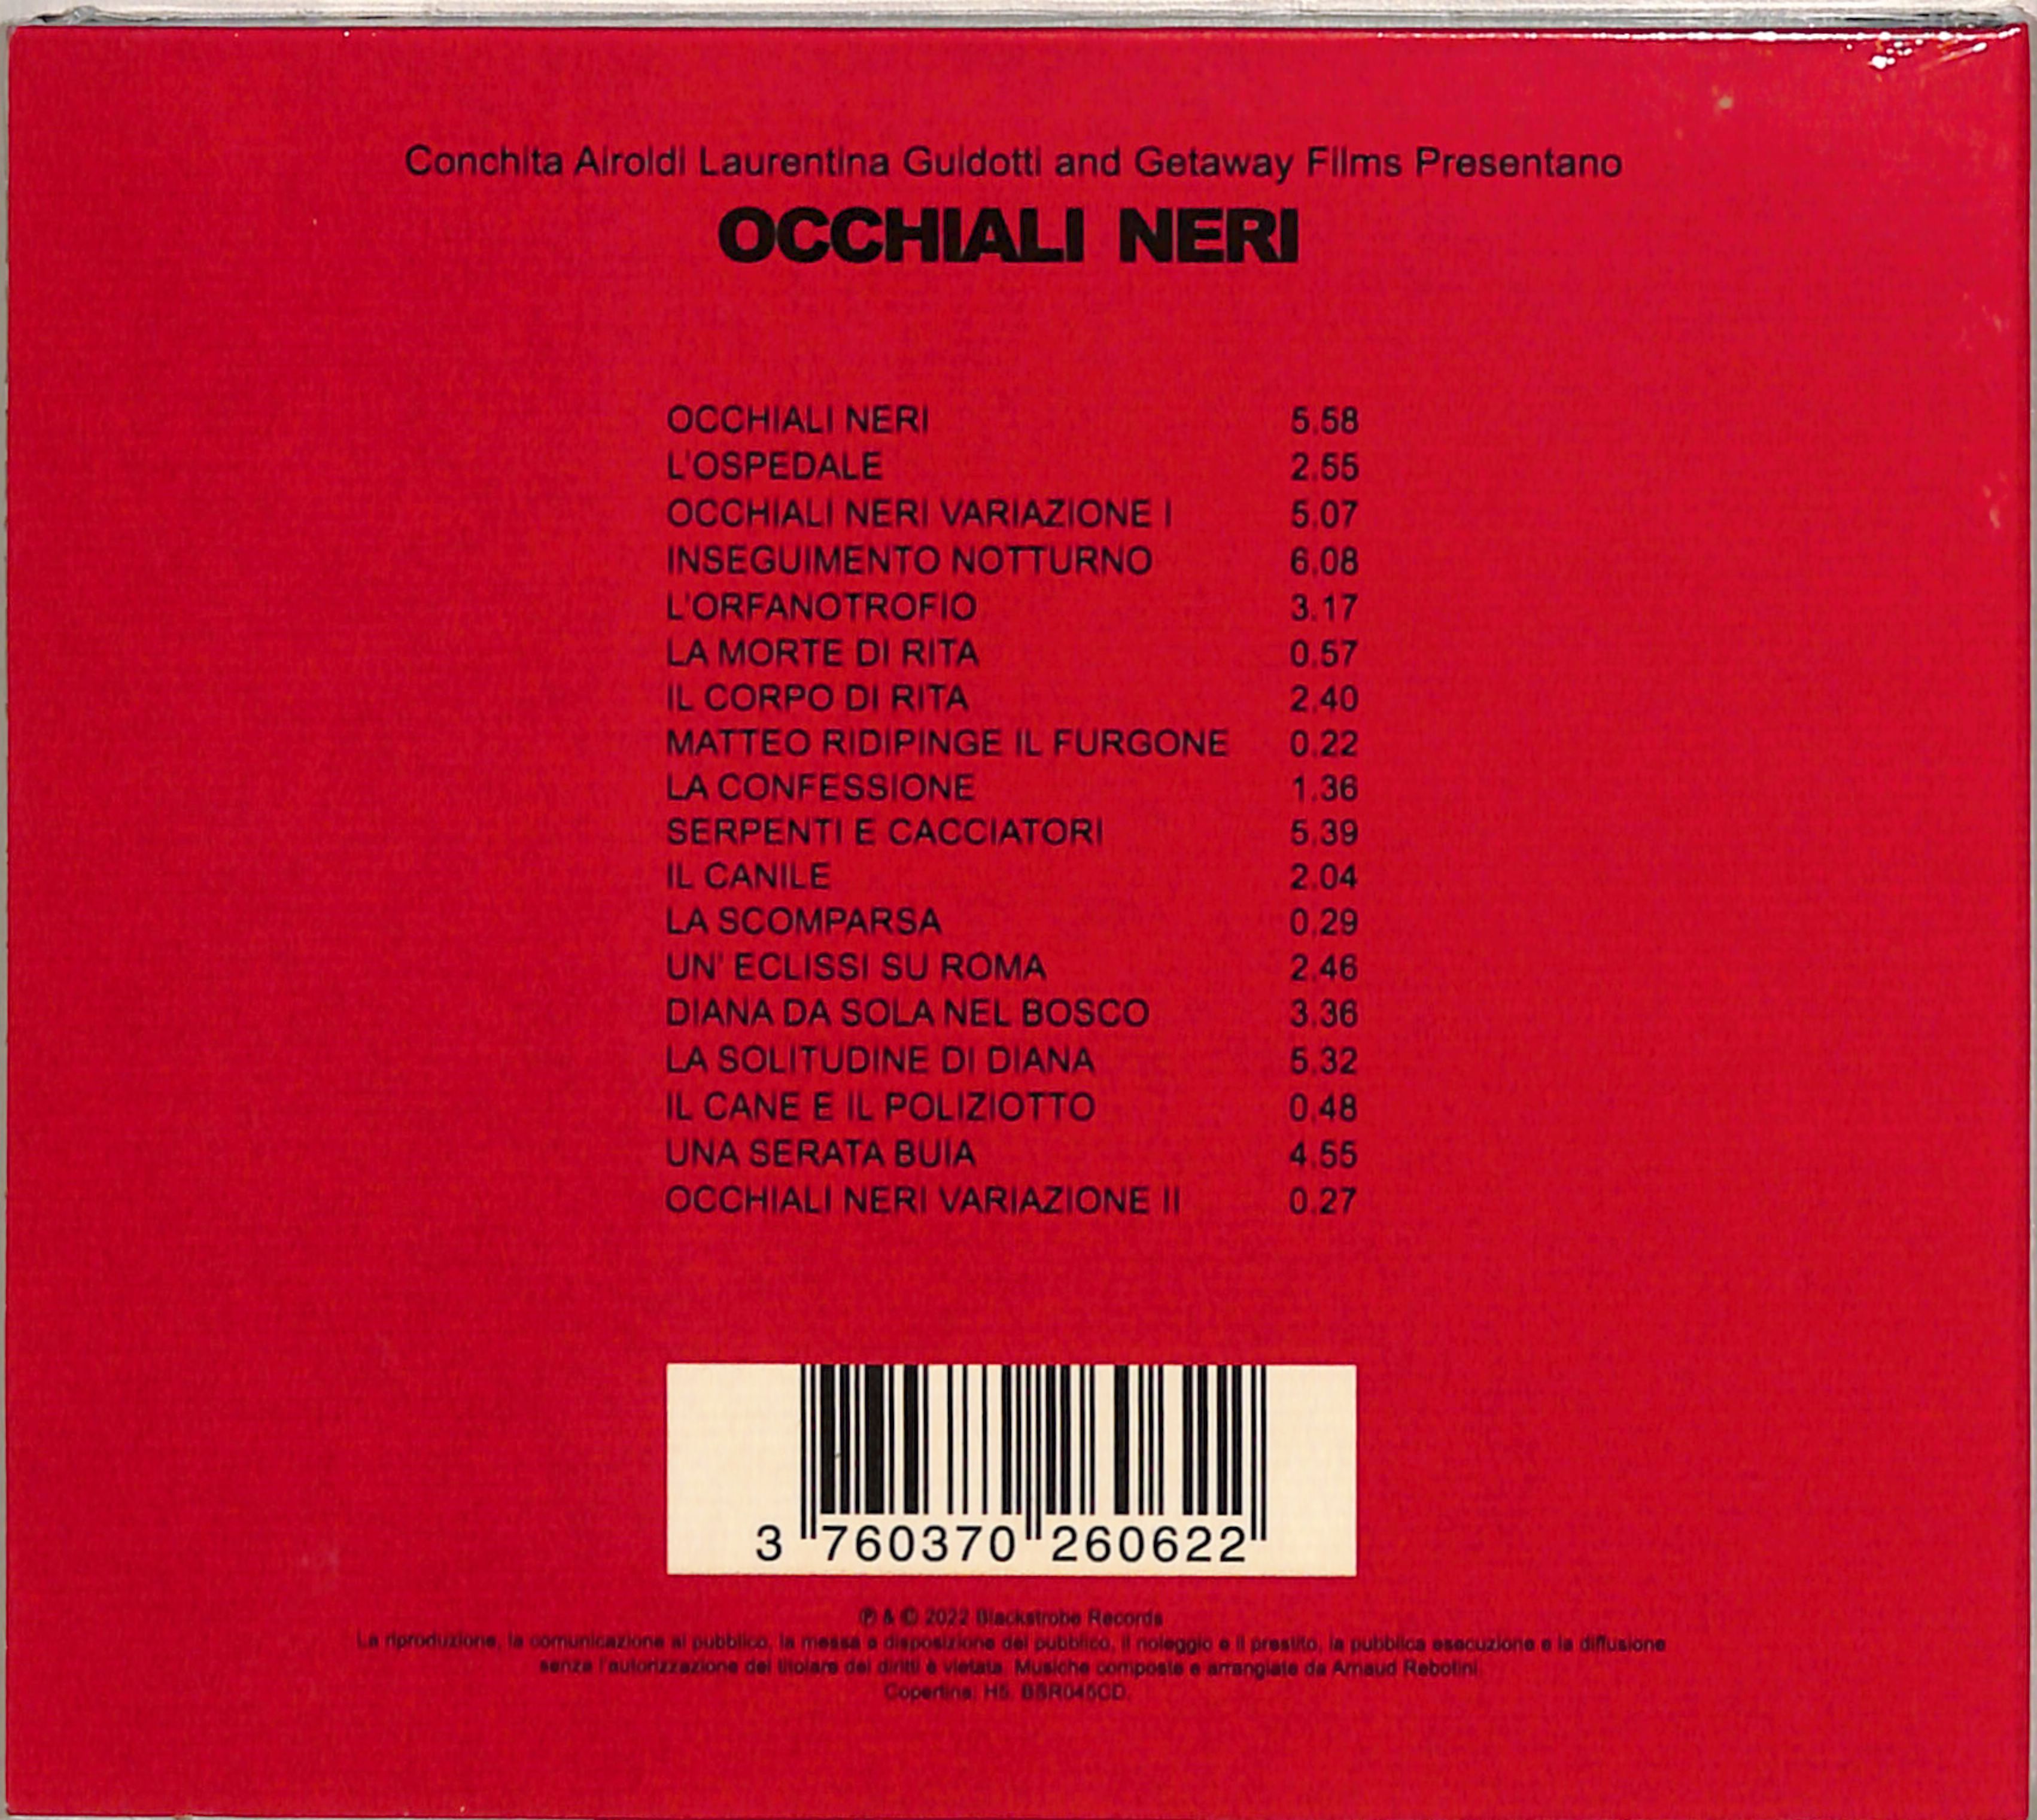 Conchita Airoldi Laurentina Guidotti and Getaway Films Presentano
OCCHIALI NERI
OCCHIALI NERI 5.58
L'OSPEDALE 2.55
OCCHIALI NERI VARIAZIONE I 5.07
INSEGUIMENTO NOTTURNO 6.08
L'ORFANOTROFIO 3.17
LA MORTE DI RITA 0.57
IL CORPO DI RITA 2.40
MATTEO RIDIPINGE IL FURGONE 0.22
LA CONFESSIONE 1.36
SERPENTI E CACCIATORI 5.39
IL CANILE 2.04
LA SCOMPARSA 0.29
UN' ECLISSI SU ROMA 2.46
DIANA DA SOLA NEL BOSCO 3.36
LA SOLITUDINE DI DIANA 5.32
IL CANE E IL POLIZIOTTO 0.48
UNA SERATA BUIA 4.55
OCCHIALI NERI VARIAZIONE II 0.27
3 760370 260622
℗ & © 2022 Blackstrobe Records
La riproduzione, la comunicazione al pubblico, la messa a disposizione del pubblico, il noleggio e il prestito, la pubblica esecuzione e la diffusione
senza l'autorizzazione del titolare dei diritti è vietata. Musiche composte e arrangiate da Arnaud Rebotini.
Copertina: H5. BSR045CD.